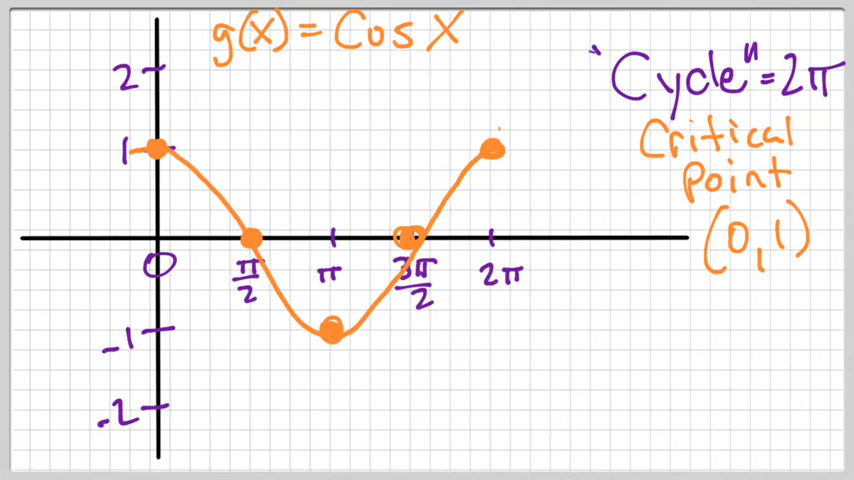 g(x) = Cos X
"Cycle" = 2π
Critical
Point
(0,1)
2
1
0
π/2
π
3π/2
2π
-1
-2